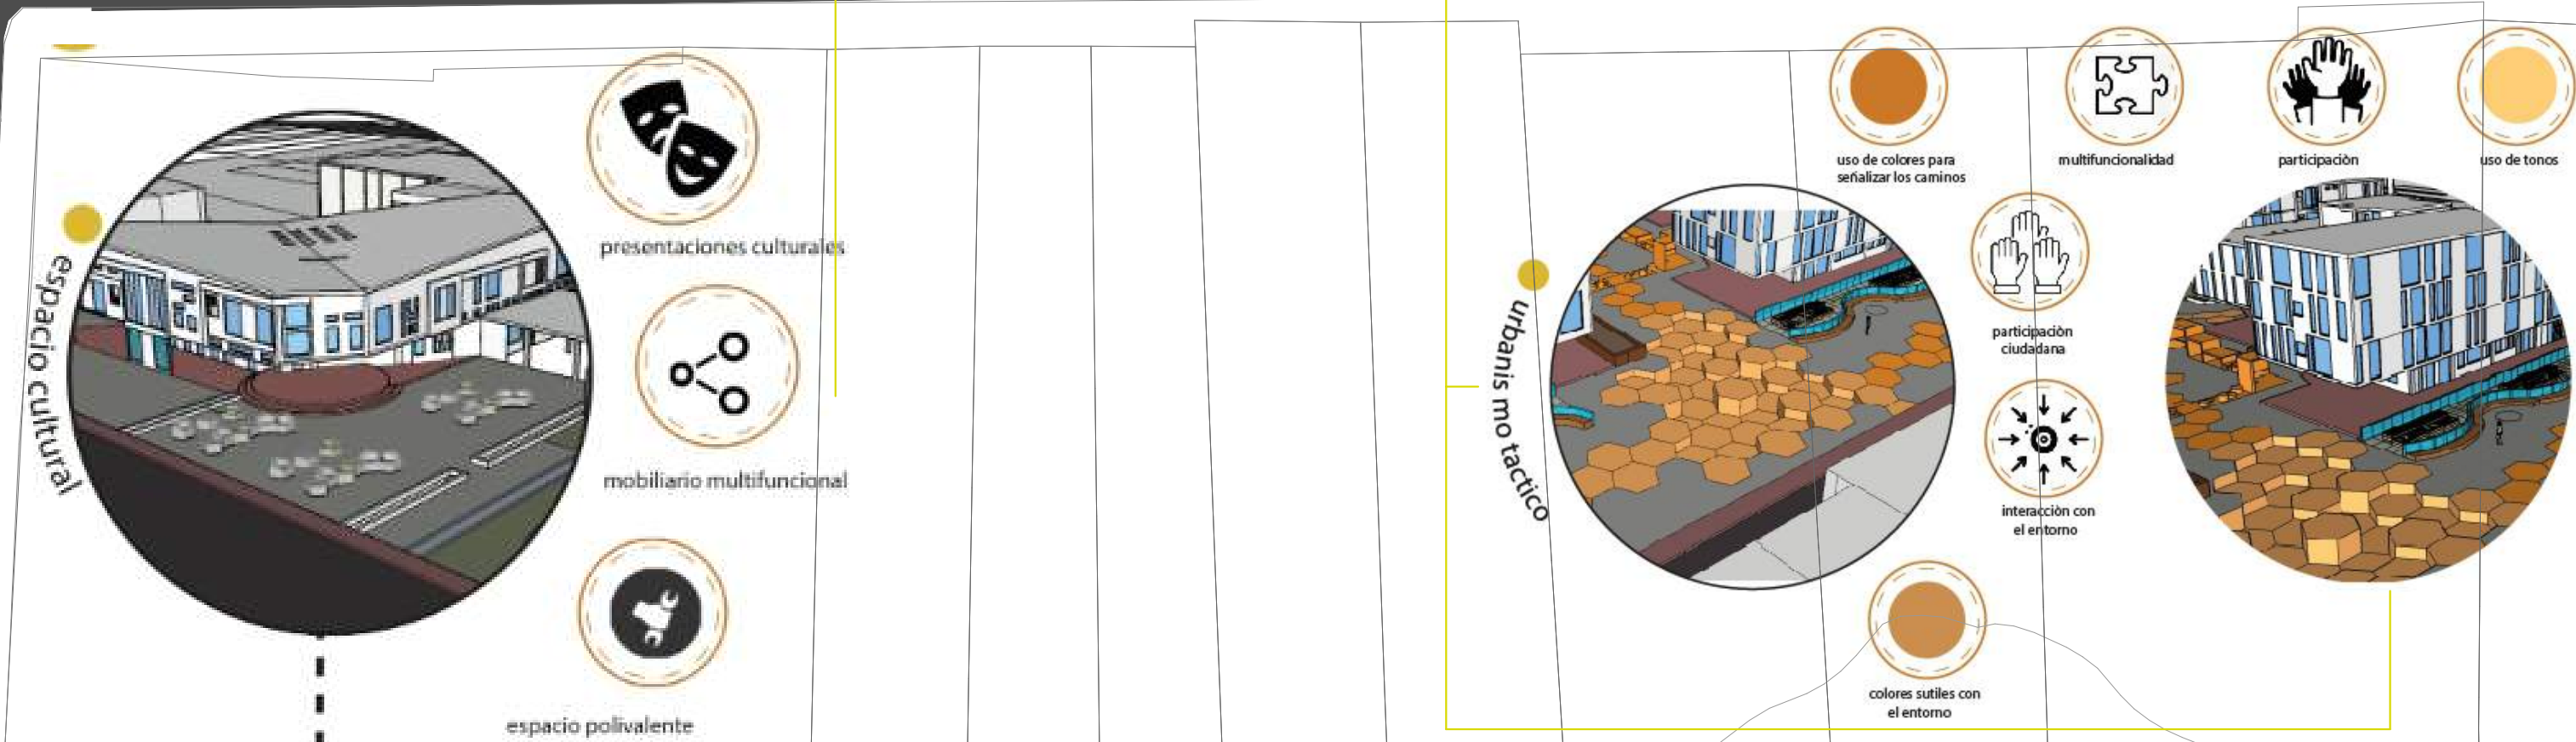 espacio cultural
presentaciones culturales
mobiliario multifuncional
espacio polivalente
urbanis mo tactico
uso de colores para
señalizar los caminos
multifuncionalidad
participaciòn
uso de tonos
participaciòn
ciudadana
interacciòn con
el entorno
colores sutiles con
el entorno